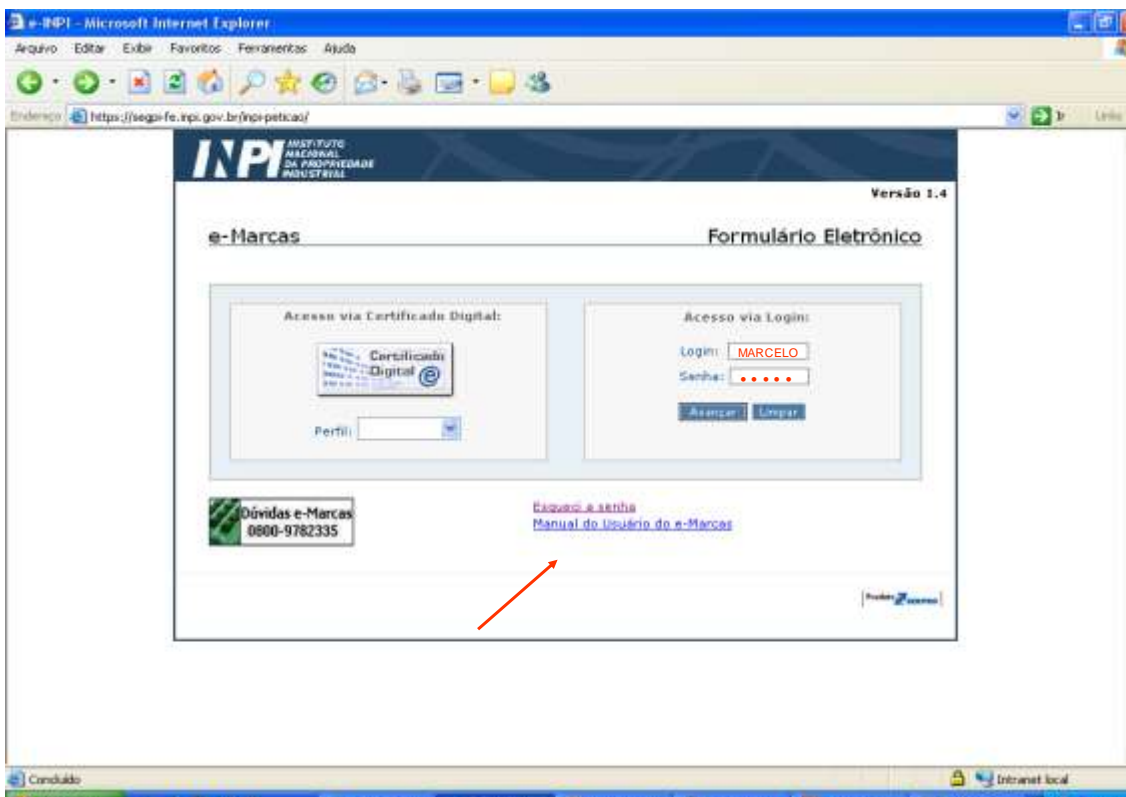 e-INPI - Microsoft Internet Explorer
Arquivo Editar Exibir Favoritos Ferramentas Ajuda
Endereço https://segpi-fe.inpi.gov.br/inpi-peticao/ Ir Links
INPI INSTITUTO
NACIONAL
DA PROPRIEDADE
INDUSTRIAL
Versão 1.4
e-Marcas Formulário Eletrônico
Acesso via Certificado Digital: Acesso via Login:
Certificado
Digital e
Login: MARCELO
Senha: •••••
Avançar Limpar
Perfil:
Dúvidas e-Marcas
0800-9782335
Esqueci a senha
Manual do Usuário do e-Marcas
Concluído Intranet local